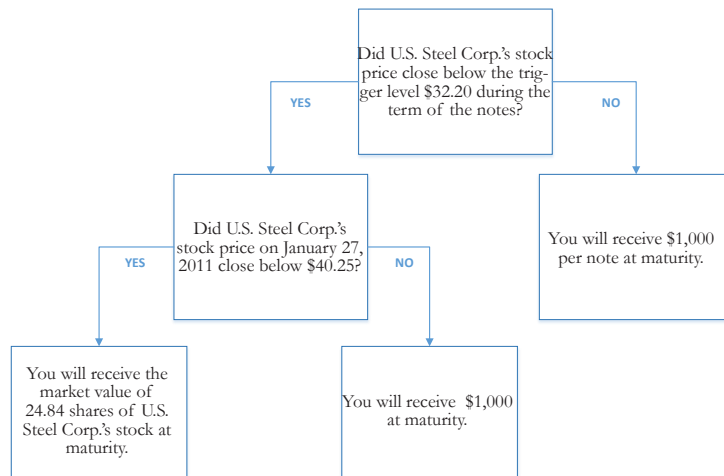 Did U.S. Steel Corp.'s stock
price close below the trig-
ger level $32.20 during the
term of the notes?
YES
NO
Did U.S. Steel Corp.'s
stock price on January 27,
2011 close below $40.25?
You will receive $1,000
per note at maturity.
YES
NO
You will receive the
market value of
24.84 shares of U.S.
Steel Corp.'s stock at
maturity.
You will receive  $1,000
at maturity.